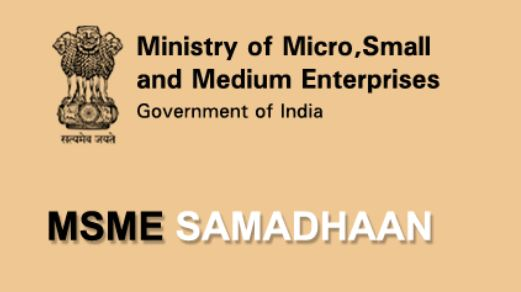 Ministry of Micro,Small
and Medium Enterprises
Government of India
सत्यमेव जयते
MSME SAMADHAAN